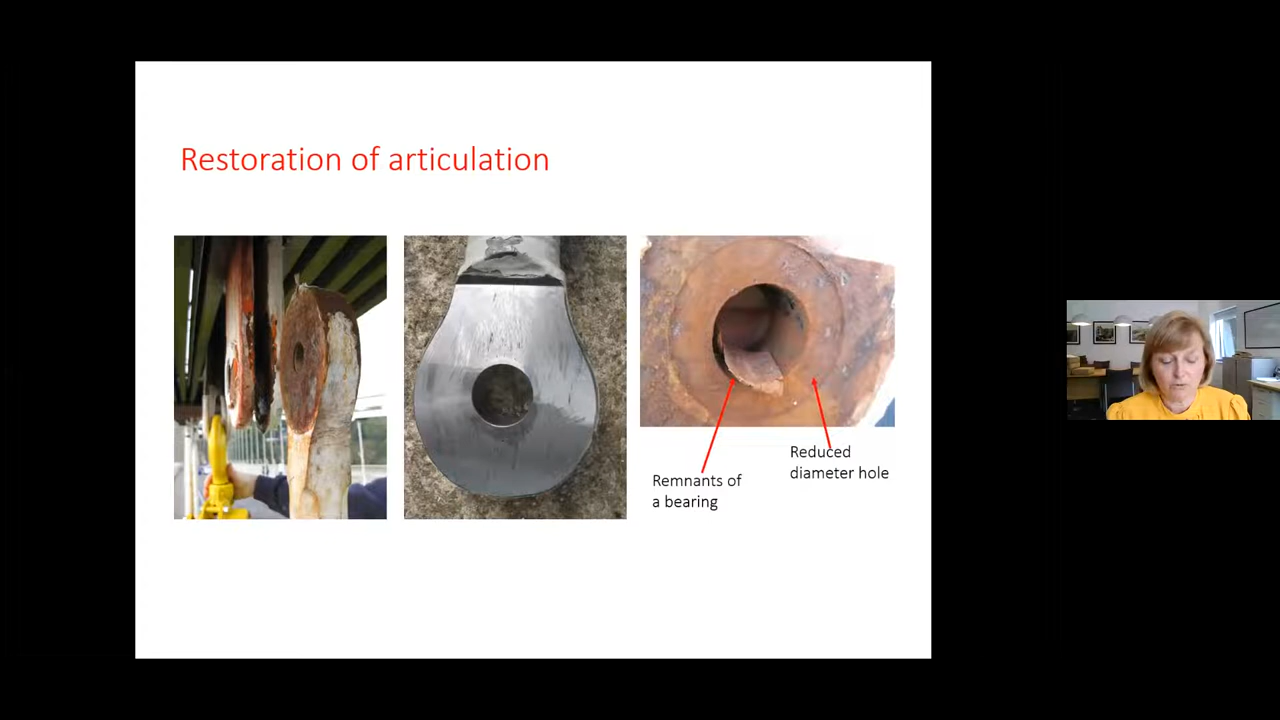 Restoration of articulation
Reduced
diameter hole
Remnants of
a bearing